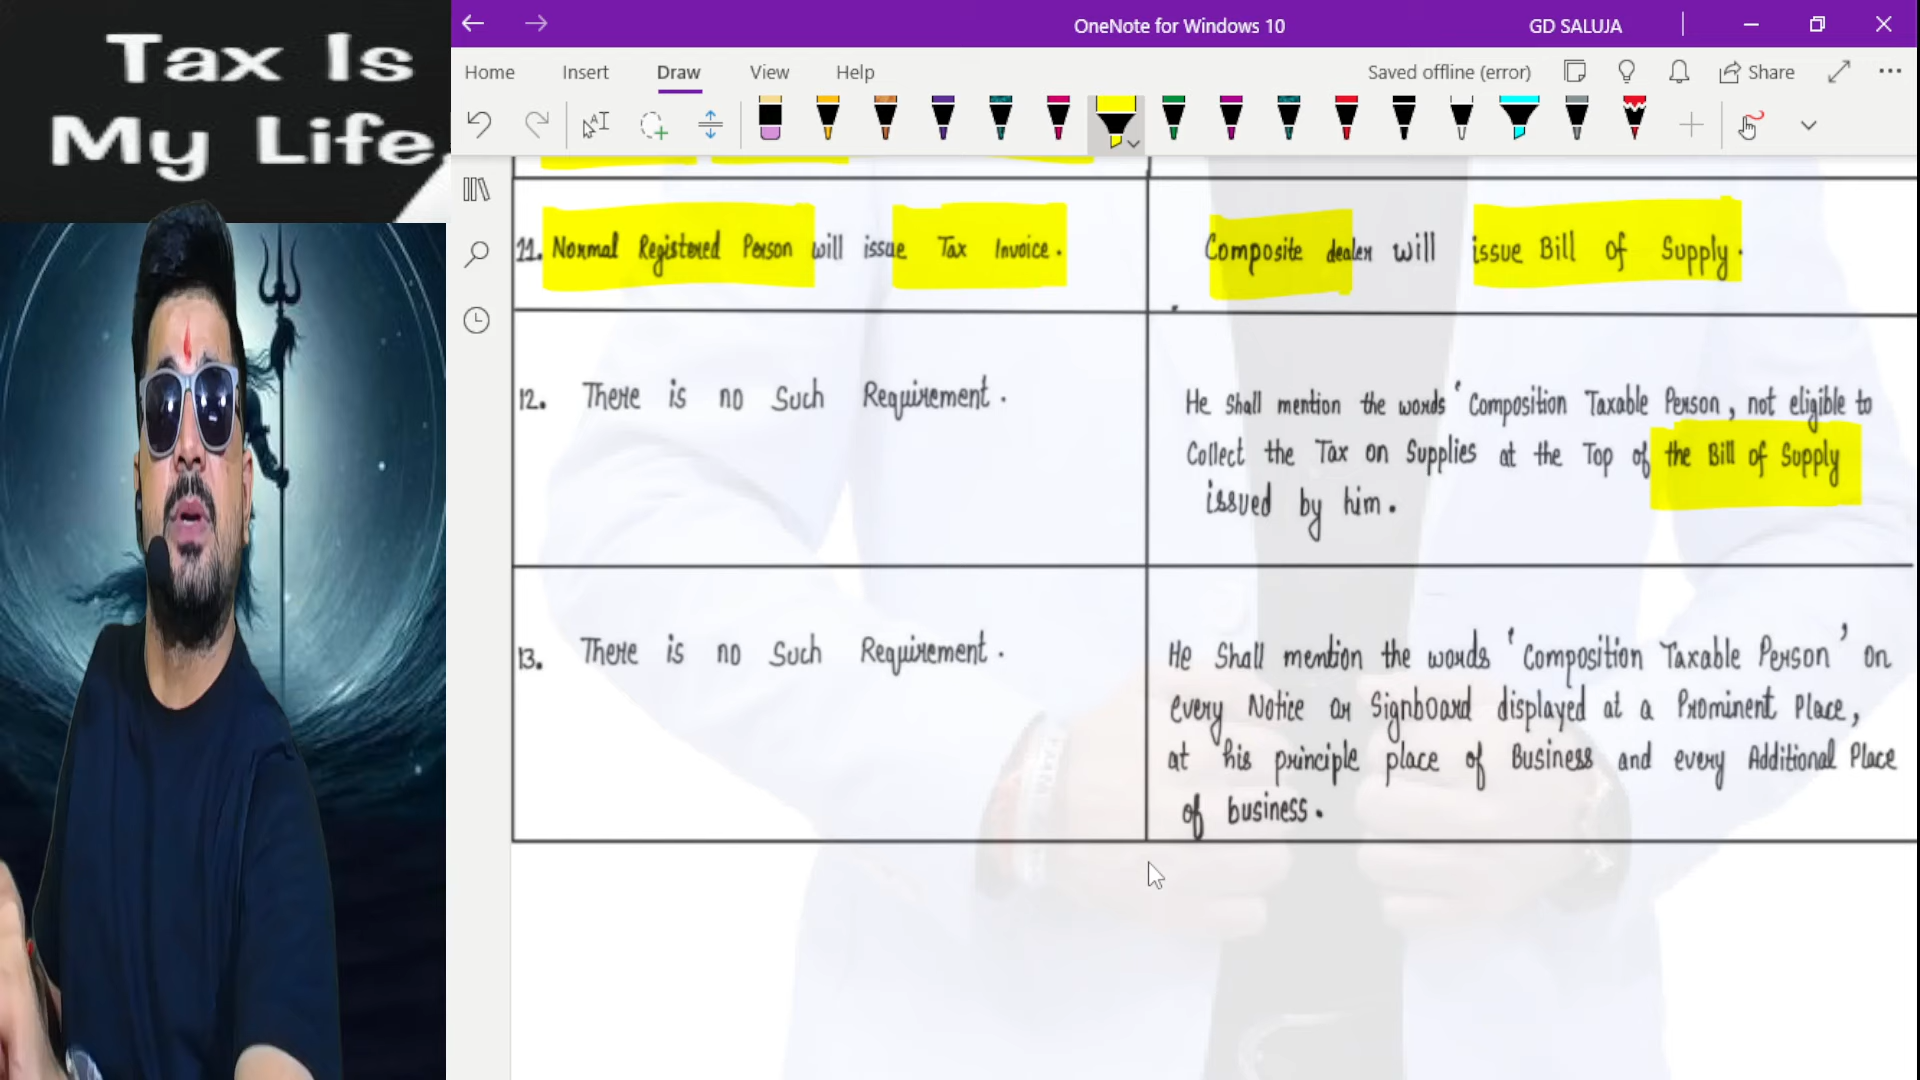 Tax Is
My Life.
OneNote for Windows 10
GD SALUJA
Home Insert Draw View Help
Saved offline (error)
Share
11. Normal Registered Person will issue Tax Invoice.
Composite dealer will issue Bill of Supply.
12. There is no Such Requirement.
He Shall mention the words 'Composition Taxable Person, not eligible to
Collect the Tax on Supplies at the Top of the Bill of Supply
issued by him.
13. There is no Such Requirement.
He Shall mention the words 'Composition Taxable Person' on
every Notice or Signboard displayed at a Prominent Place,
at his principle place of Business and every Additional Place
of business.